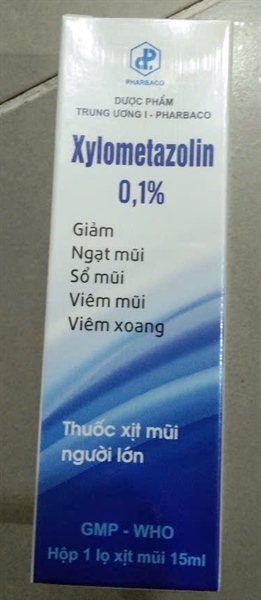 PHARBACO
DƯỢC PHẨM
TRUNG ƯƠNG I - PHARBACO
Xylometazolin
0,1%
Giảm
Ngạt mũi
Sổ mũi
Viêm mũi
Viêm xoang
Thuốc xịt mũi
người lớn
GMP - WHO
Hộp 1 lọ xịt mũi 15ml